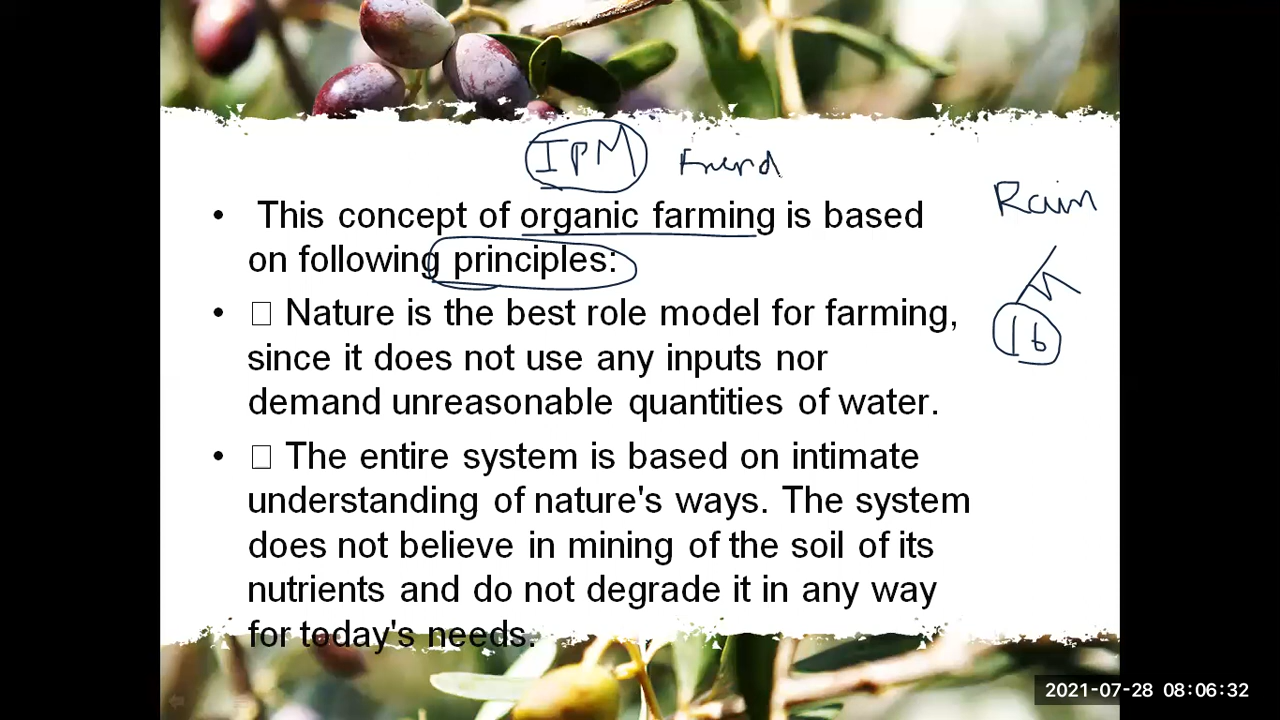 IPM Friend
Rain
• This concept of organic farming is based
on following principles:
• □ Nature is the best role model for farming,
since it does not use any inputs nor
demand unreasonable quantities of water.
16
• □ The entire system is based on intimate
understanding of nature's ways. The system
does not believe in mining of the soil of its
nutrients and do not degrade it in any way
for today's needs.
2021-07-28 08:06:32